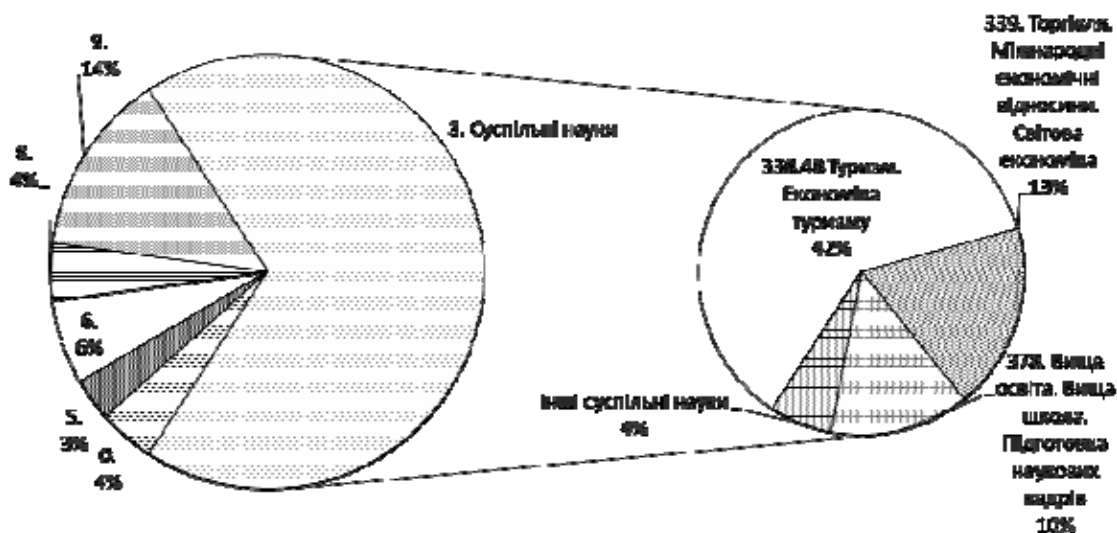 9.
14%
8.
4%
6.
6%
5.
3%
0.
4%
3. Суспільні науки
338.48 Туризм.
Економіка
туризму
42%
339. Торгівля.
Міжнародні
економічні
відносини.
Світова
економіка
13%
378. Вища
освіта. Вища
школа.
Підготовка
наукових
кадрів
10%
Інші суспільні науки
4%